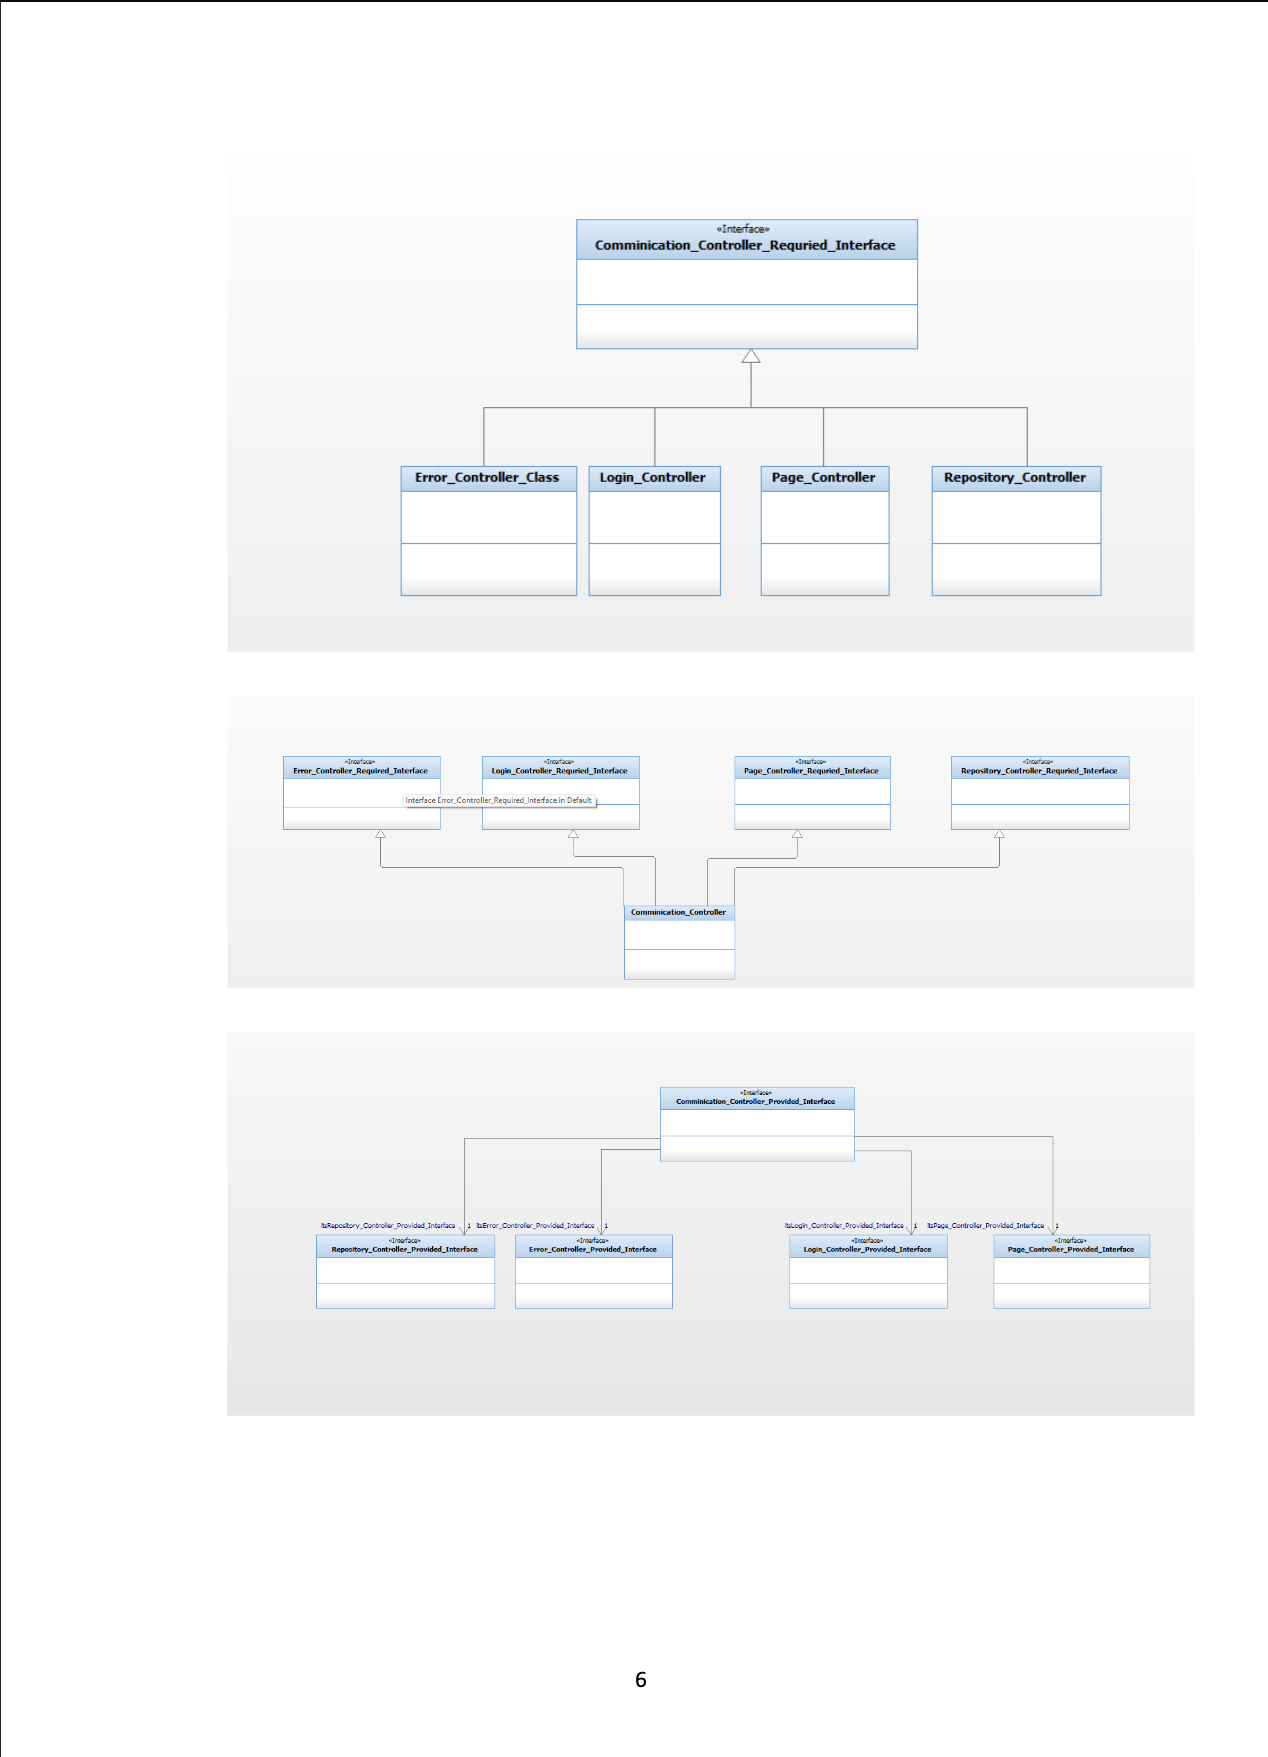 «Interface»
Comminication_Controller_Requried_Interface
Error_Controller_Class
Login_Controller
Page_Controller
Repository_Controller
«Interface»
Error_Controller_Required_Interface
«Interface»
Login_Controller_Requried_Interface
«Interface»
Page_Controller_Requried_Interface
«Interface»
Repository_Controller_Requried_Interface
Interface Error_Controller_Required_Interface in Default
Comminication_Controller
«Interface»
Comminication_Controller_Provided_Interface
itsRepository_Controller_Provided_Interface 1
itsError_Controller_Provided_Interface 1
itsLogin_Controller_Provided_Interface 1
itsPage_Controller_Provided_Interface 1
«Interface»
Repository_Controller_Provided_Interface
«Interface»
Error_Controller_Provided_Interface
«Interface»
Login_Controller_Provided_Interface
«Interface»
Page_Controller_Provided_Interface
6